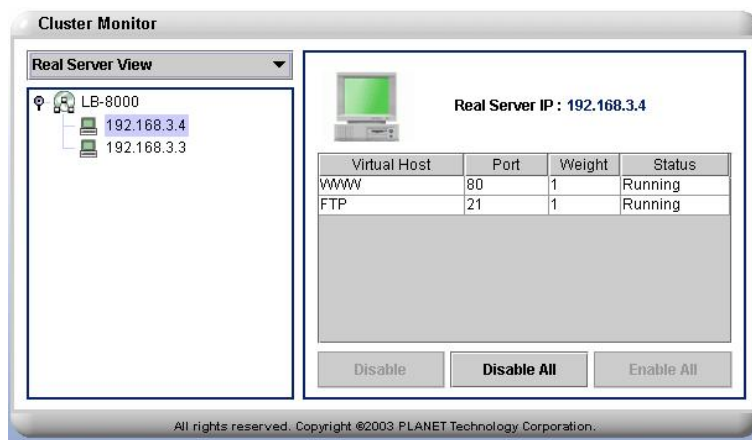 Cluster Monitor
Real Server View
LB-8000
192.168.3.4
192.168.3.3
Real Server IP : 192.168.3.4
Virtual Host Port Weight Status
WWW 80 1 Running
FTP 21 1 Running
Disable Disable All Enable All
All rights reserved. Copyright ©2003 PLANET Technology Corporation.